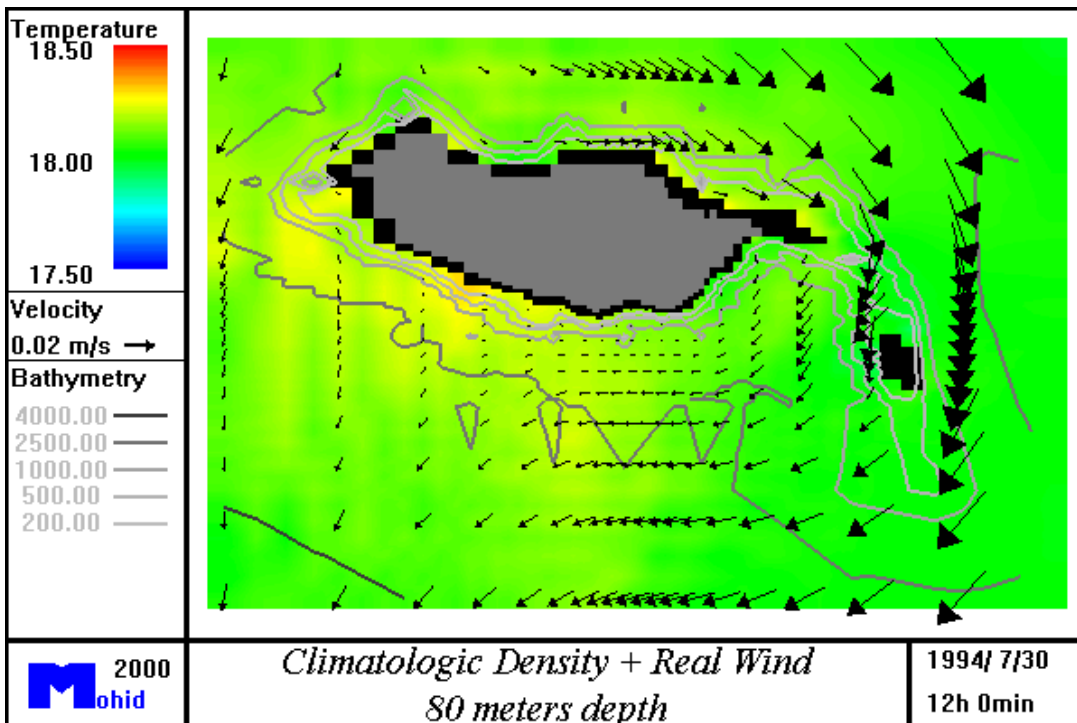 Temperature
18.50
18.00
17.50
Velocity
0.02 m/s
Bathymetry
4000.00
2500.00
1000.00
500.00
200.00
2000
Mohid
Climatologic Density + Real Wind
80 meters depth
1994/ 7/30
12h 0min